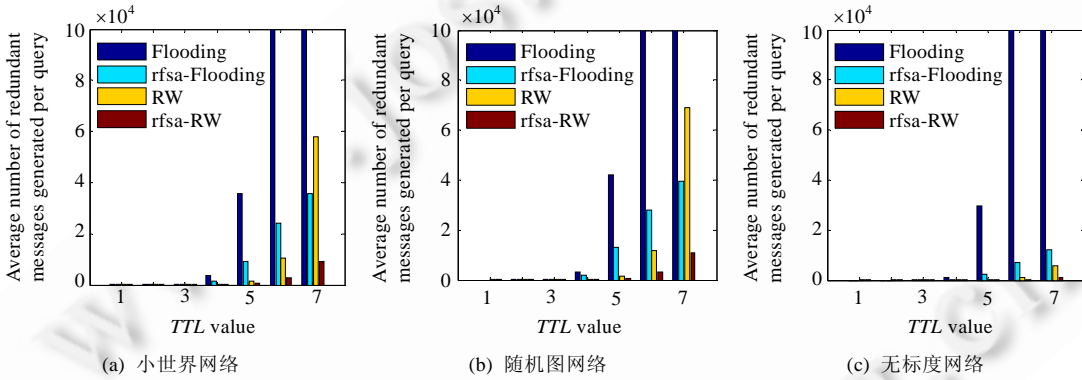 ×10⁴
10
8
6
4
2
0
Average number of redundant
messages generated per query
Flooding
rfsa-Flooding
RW
rfsa-RW
1 3 5 7
TTL value
(a) 小世界网络
×10⁴
10
8
6
4
2
0
Average number of redundant
messages generated per query
Flooding
rfsa-Flooding
RW
rfsa-RW
1 3 5 7
TTL value
(b) 随机图网络
×10⁴
10
8
6
4
2
0
Average number of redundant
messages generated per query
Flooding
rfsa-Flooding
RW
rfsa-RW
1 3 5 7
TTL value
(c) 无标度网络